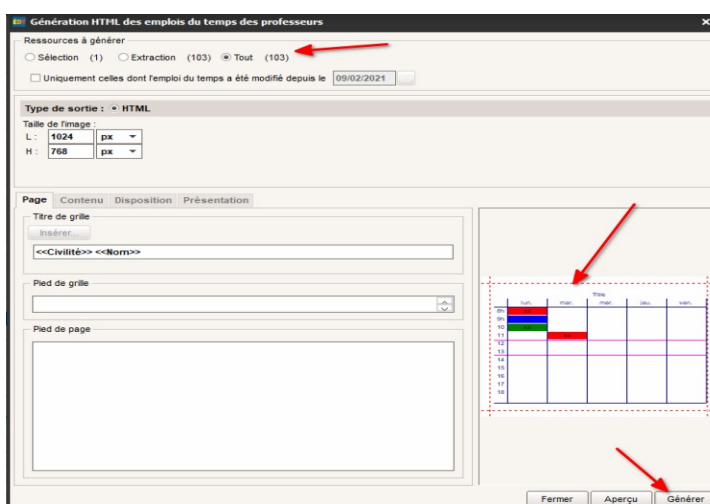 Génération HTML des emplois du temps des professeurs
Ressources à générer
Sélection (1) Extraction (103) Tout (103)
Uniquement celles dont l'emploi du temps a été modifié depuis le 09/02/2021
Type de sortie : HTML
Taille de l'image :
L : 1024 px
H : 768 px
Page Contenu Disposition Présentation
Titre de grille
Insérer...
<<Civilité>> <<Nom>>
Pied de grille
Pied de page
Titre
lun. mar. mer. jeu. ven.
8h
9h
10
11
12
13
14
15
16
17
18
Fermer Aperçu Générer